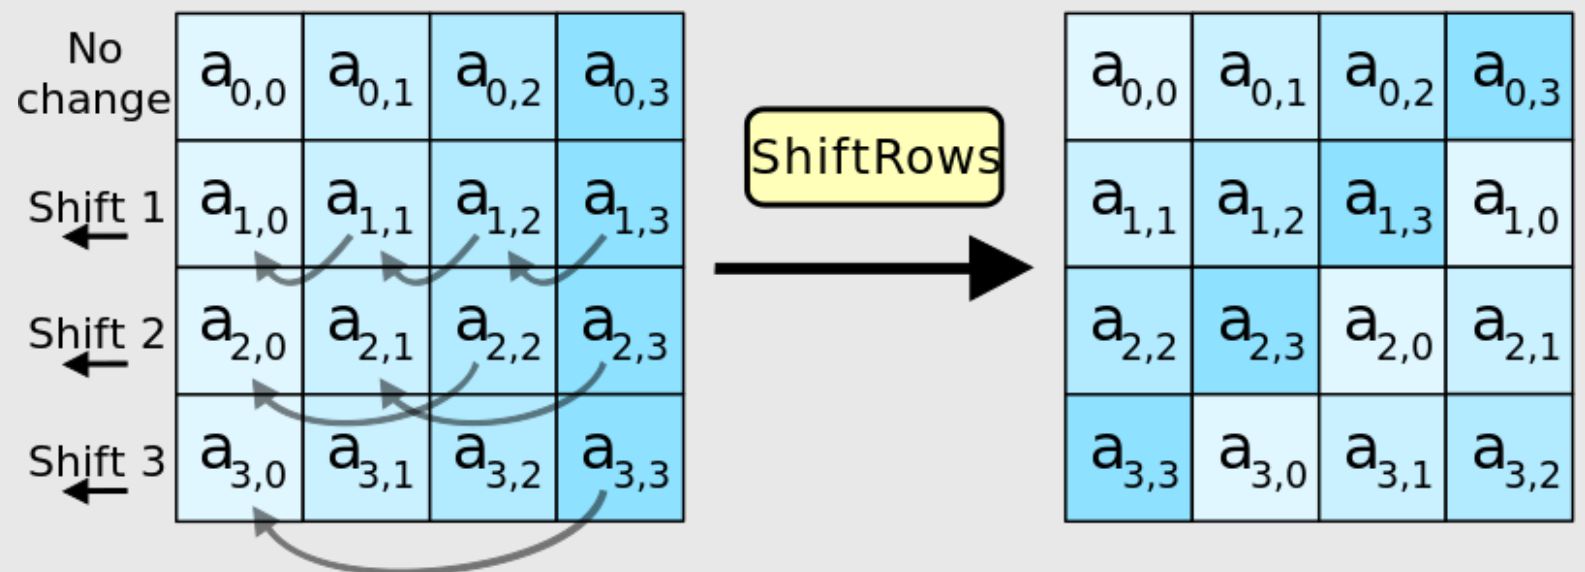 No
change
a0,0 a0,1 a0,2 a0,3
Shift 1
a1,0 a1,1 a1,2 a1,3
Shift 2
a2,0 a2,1 a2,2 a2,3
Shift 3
a3,0 a3,1 a3,2 a3,3
ShiftRows
a0,0 a0,1 a0,2 a0,3
a1,1 a1,2 a1,3 a1,0
a2,2 a2,3 a2,0 a2,1
a3,3 a3,0 a3,1 a3,2